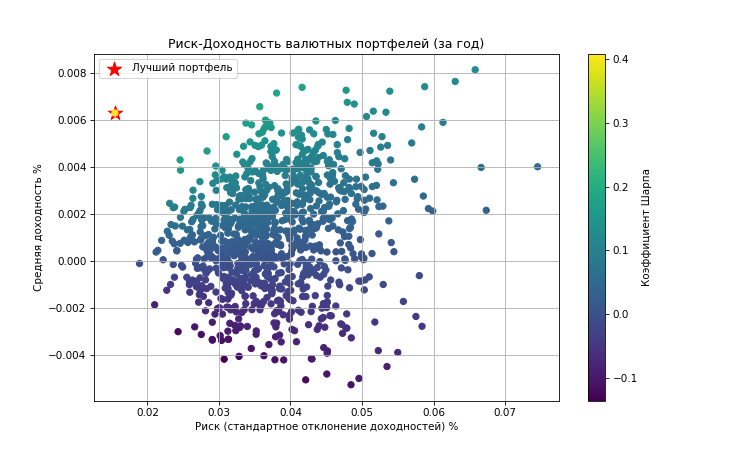 Риск-Доходность валютных портфелей (за год)
Лучший портфель
Средняя доходность %
0.008
0.006
0.004
0.002
0.000
−0.002
−0.004
0.02 0.03 0.04 0.05 0.06 0.07
Риск (стандартное отклонение доходностей) %
0.4
0.3
0.2
0.1
0.0
−0.1
Коэффициент Шарпа